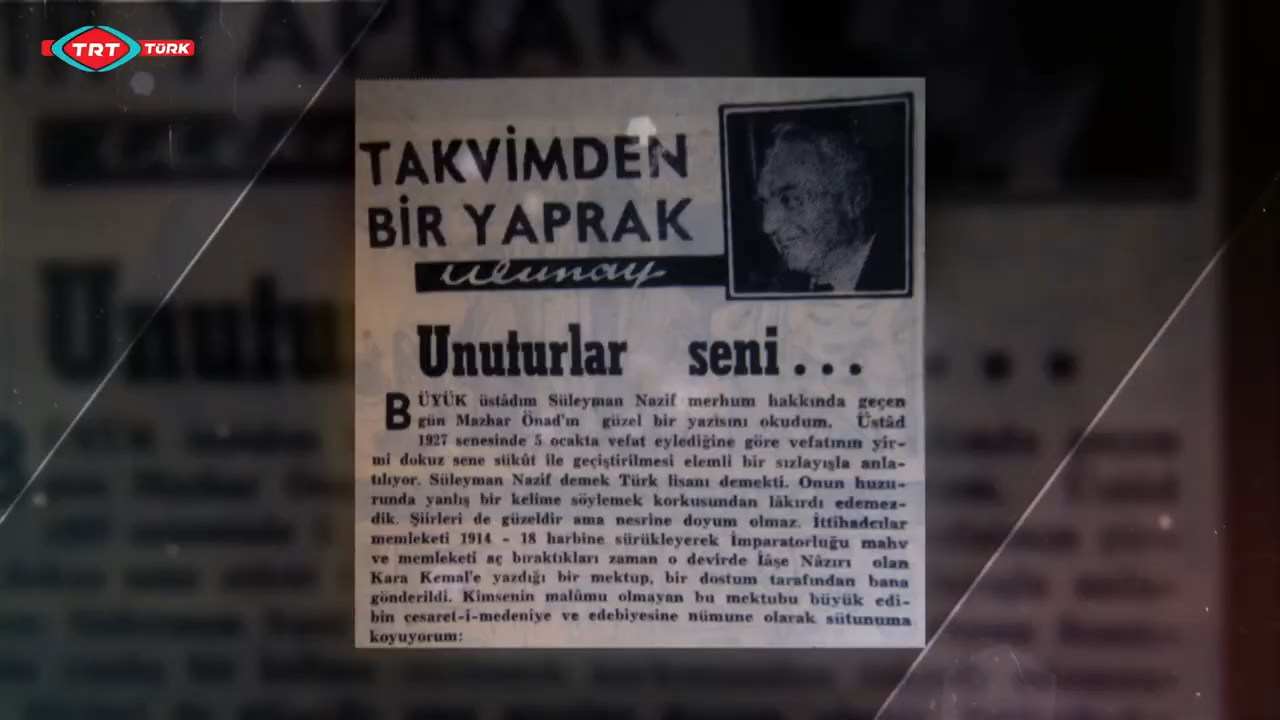 TRT TÜRK
TAKVİMDEN
BİR YAPRAK
ulunay
Unuturlar seni . . .
BÜYÜK üstâdım Süleyman Nazif merhum hakkında geçen
gün Mazhar Önad'ın güzel bir yazisını okudum. Üstâd
1927 senesinde 5 ocakta vefat eylediğine göre vefatının yir-
mi dokuz sene sükût ile geçiştirilmesi elemli bir sızlayışla anla-
tılıyor. Süleyman Nazif demek Türk lisanı demekti. Onun huzu-
runda yanlış bir kelime söylemek korkusundan lâkırdı edemez-
dik. Şiirleri de güzeldir ama nesrine doyum olmaz. İttihadcılar
memleketi 1914 - 18 harbine sürükleyerek İmparatorluğu mahv
ve memleketi aç bıraktıkları zaman o devirde İâşe Nâzırı olan
Kara Kemal'e yazdığı bir mektup, bir dostum tarafından bana
gönderildi. Kimsenin malûmu olmayan bu mektubu büyük edi-
bin cesaret-i-medeniye ve edebiyesine nümune olarak sütunuma
koyuyorum: